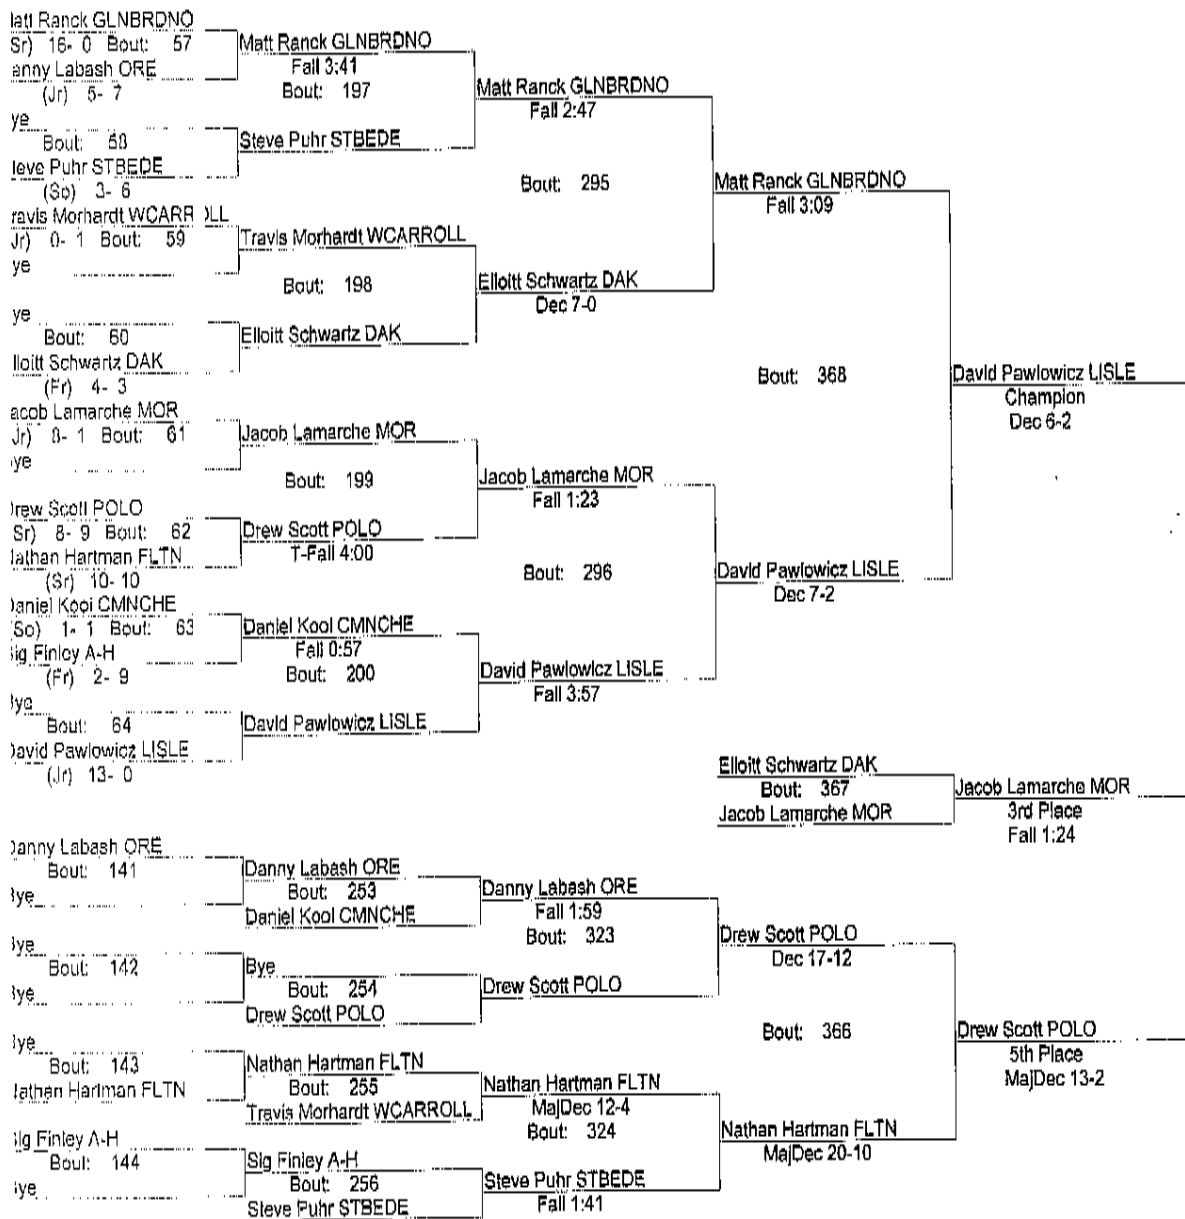 latt Ranck GLNBRDNO
Sr) 16- 0 Bout: 57
anny Labash ORE
(Jr) 5- 7
ye
Bout: 58
leve Puhr STBEDE
(So) 3- 6
ravis Morhardt WCARR )LL
Jr) 0- 1 Bout: 59
ye
ye
Bout: 60
lloitt Schwartz DAK
(Fr) 4- 3
acob Lamarche MOR
Jr) 8- 1 Bout: 61
ye
)rew Scott POLO
Sr) 8- 9 Bout: 62
lathan Hartman FLTN
(Sr) 10- 10
)aniel Kool CMNCHE
(So) 1- 1 Bout: 63
Sig Finley A-H
(Fr) 2- 9
Bye
Bout: 64
)avid Pawlowicz LISLE
(Jr) 13- 0
Matt Ranck GLNBRDNO
Fall 3:41
Bout: 197
Steve Puhr STBEDE
Travis Morhardt WCARROLL
Bout: 198
Elloitt Schwartz DAK
Jacob Lamarche MOR
Bout: 199
Drew Scott POLO
T-Fall 4:00
Daniel Kool CMNCHE
Fall 0:57
Bout: 200
David Pawlowicz LISLE
Matt Ranck GLNBRDNO
Fall 2:47
Bout: 295
Elloitt Schwartz DAK
Dec 7-0
Jacob Lamarche MOR
Fall 1:23
Bout: 296
David Pawlowicz LISLE
Fall 3:57
Matt Ranck GLNBRDNO
Fall 3:09
Bout: 368
David Pawlowicz LISLE
Dec 7-2
David Pawlowicz LISLE
Champion
Dec 6-2
Elloitt Schwartz DAK
Bout: 367
Jacob Lamarche MOR
Jacob Lamarche MOR
3rd Place
Fall 1:24
Danny Labash ORE
Bout: 141
Bye
Bye
Bout: 142
Bye
Bye
Bout: 143
lathan Hartman FLTN
Sig Finley A-H
Bout: 144
Bye
Danny Labash ORE
Bout: 253
Daniel Kool CMNCHE
Bye
Bout: 254
Drew Scott POLO
Nathan Hartman FLTN
Bout: 255
Travis Morhardt WCARROLL
Sig Finley A-H
Bout: 256
Steve Puhr STBEDE
Danny Labash ORE
Fall 1:59
Bout: 323
Drew Scott POLO
Nathan Hartman FLTN
MajDec 12-4
Bout: 324
Steve Puhr STBEDE
Fall 1:41
Drew Scott POLO
Dec 17-12
Bout: 366
Nathan Hartman FLTN
MajDec 20-10
Drew Scott POLO
5th Place
MajDec 13-2